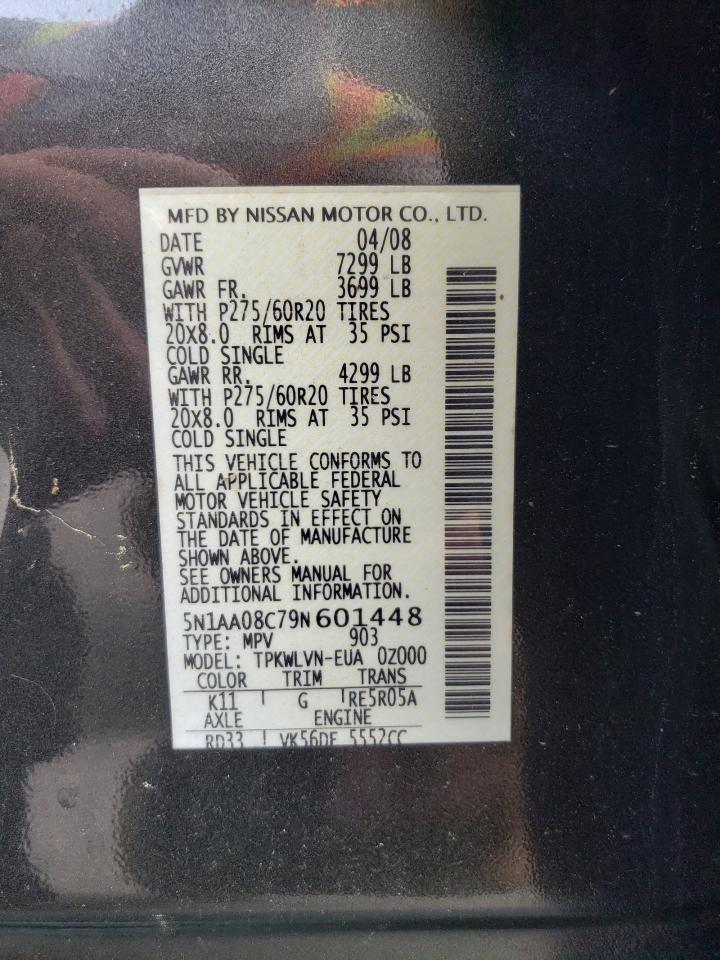 MFD BY NISSAN MOTOR CO., LTD.
DATE 04/08
GVWR 7299 LB
GAWR FR. 3699 LB
WITH P275/60R20 TIRES
20X8.0 RIMS AT 35 PSI
COLD SINGLE
GAWR RR. 4299 LB
WITH P275/60R20 TIRES
20X8.0 RIMS AT 35 PSI
COLD SINGLE
THIS VEHICLE CONFORMS TO
ALL APPLICABLE FEDERAL
MOTOR VEHICLE SAFETY
STANDARDS IN EFFECT ON
THE DATE OF MANUFACTURE
SHOWN ABOVE.
SEE OWNERS MANUAL FOR
ADDITIONAL INFORMATION.
5N1AA08C79N601448
TYPE: MPV 903
MODEL: TPKWLVN-EUA 0Z000
COLOR TRIM TRANS
K11 G RE5R05A
AXLE ENGINE
RD33 VK56DE 5552CC